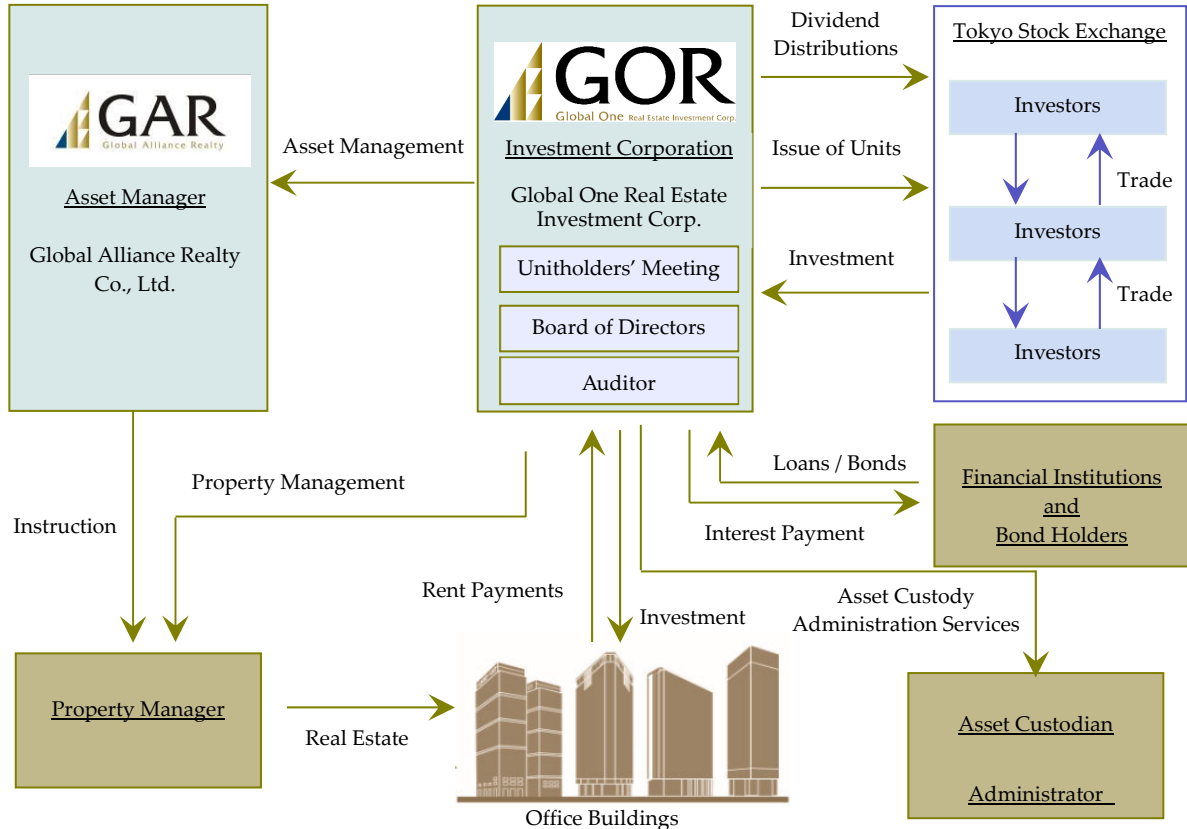 GAR
Global Alliance Realty
Asset Manager
Global Alliance Realty
Co., Ltd.
Asset Management
GOR
Global One Real Estate Investment Corp.
Investment Corporation
Global One Real Estate
Investment Corp.
Unitholders’ Meeting
Board of Directors
Auditor
Dividend
Distributions
Issue of Units
Investment
Tokyo Stock Exchange
Investors
Trade
Investors
Trade
Investors
Loans / Bonds
Interest Payment
Financial Institutions
and
Bond Holders
Property Management
Instruction
Rent Payments
Investment
Asset Custody
Administration Services
Property Manager
Real Estate
Office Buildings
Asset Custodian
Administrator